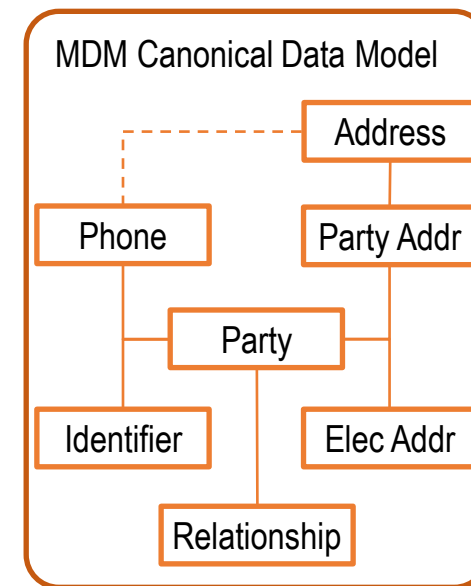 MDM Canonical Data Model
Address
Phone
Party Addr
Party
Identifier
Elec Addr
Relationship